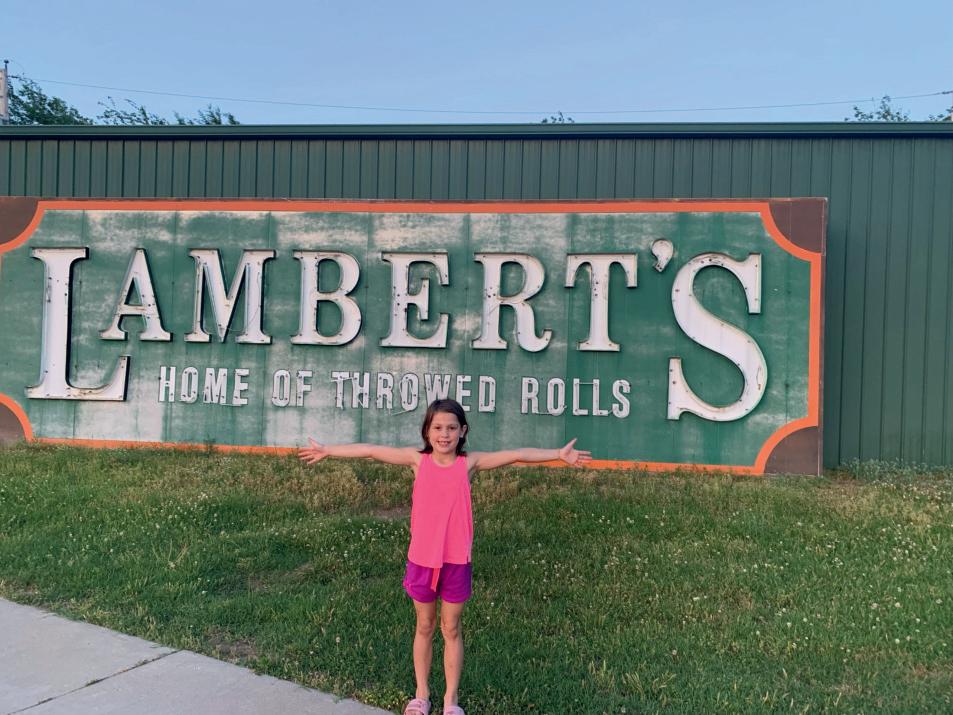 LAMBERT'S
HOME OF THROWED ROLLS